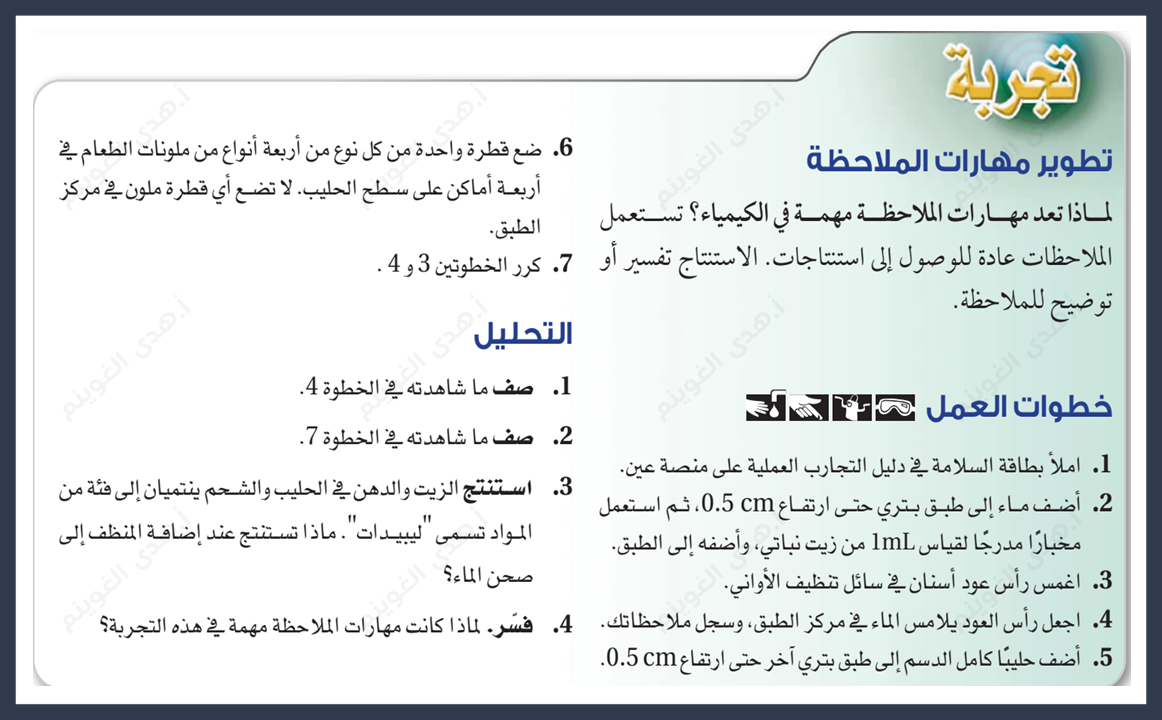 تجربة
تطوير مهارات الملاحظة
لماذا تعد مهارات الملاحظة مهمة في الكيمياء؟ تستعمل
الملاحظات عادة للوصول إلى استنتاجات. الاستنتاج تفسير أو
توضيح للملاحظة.
خطوات العمل
1. املأ بطاقة السلامة في دليل التجارب العملية على منصة عين.
2. أضف ماء إلى طبق بتري حتى ارتفاع 0.5 cm، ثم استعمل
مخبارًا مدرجًا لقياس 1mL من زيت نباتي، وأضفه إلى الطبق.
3. اغمس رأس عود أسنان في سائل تنظيف الأواني.
4. اجعل رأس العود يلامس الماء في مركز الطبق، وسجل ملاحظاتك.
5. أضف حليبًا كامل الدسم إلى طبق بتري آخر حتى ارتفاع 0.5 cm.
6. ضع قطرة واحدة من كل نوع من أربعة أنواع من ملونات الطعام في
أربعة أماكن على سطح الحليب. لا تضع أي قطرة ملون في مركز
الطبق.
7. كرر الخطوتين 3 و 4 .
التحليل
1. صف ما شاهدته في الخطوة 4.
2. صف ما شاهدته في الخطوة 7.
3. استنتج الزيت والدهن في الحليب والشحم ينتميان إلى فئة من
المواد تسمى "ليبيدات". ماذا تستنتج عند إضافة المنظف إلى
صحن الماء؟
4. فسّر. لماذا كانت مهارات الملاحظة مهمة في هذه التجربة؟
أ.هدى الغوينم